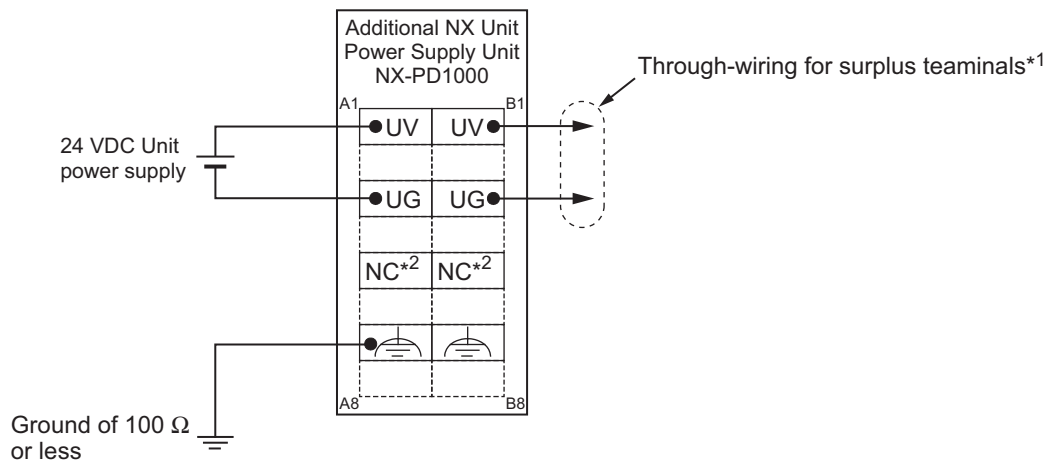 Additional NX Unit
Power Supply Unit
NX-PD1000
Through-wiring for surplus teaminals*1
A1
B1
UV
UV
24 VDC Unit
power supply
UG
UG
NC*2
NC*2
A8
B8
Ground of 100 Ω
or less